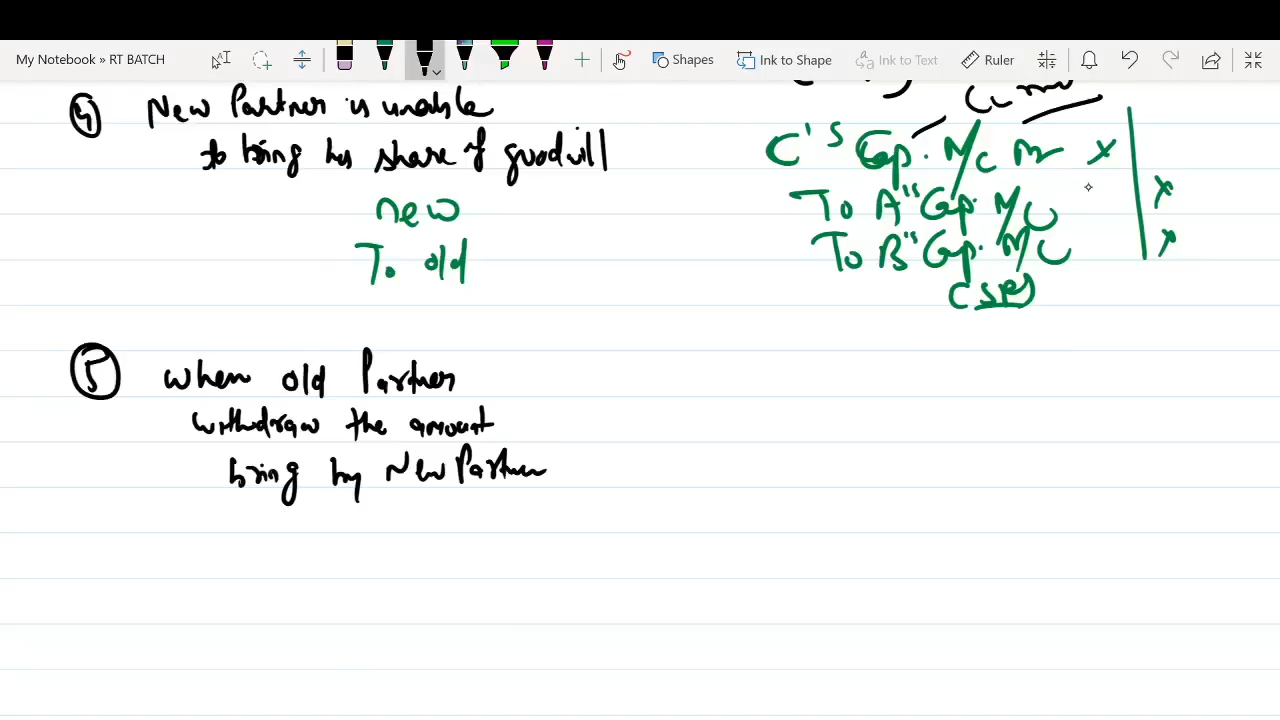 My Notebook » RT BATCH
Shapes
Ink to Shape
Ink to Text
Ruler
④ New Partner is unable
to bring his share of goodwill
new
To old
Current
C's Cap. A/C Dr x
To A's Cap. A/C x
To B's Cap. A/C x
(SR)
⑤ when old Partner
withdraw the amount
bring by New Partner